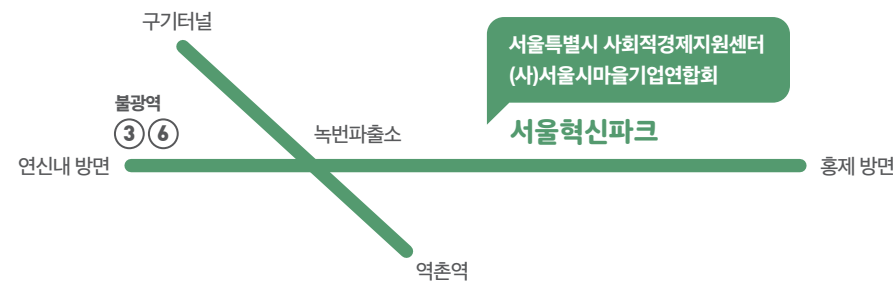 구기터널
서울특별시 사회적경제지원센터
(사)서울시마을기업연합회
불광역
3 6
녹번파출소
서울혁신파크
연신내 방면
홍제 방면
역촌역